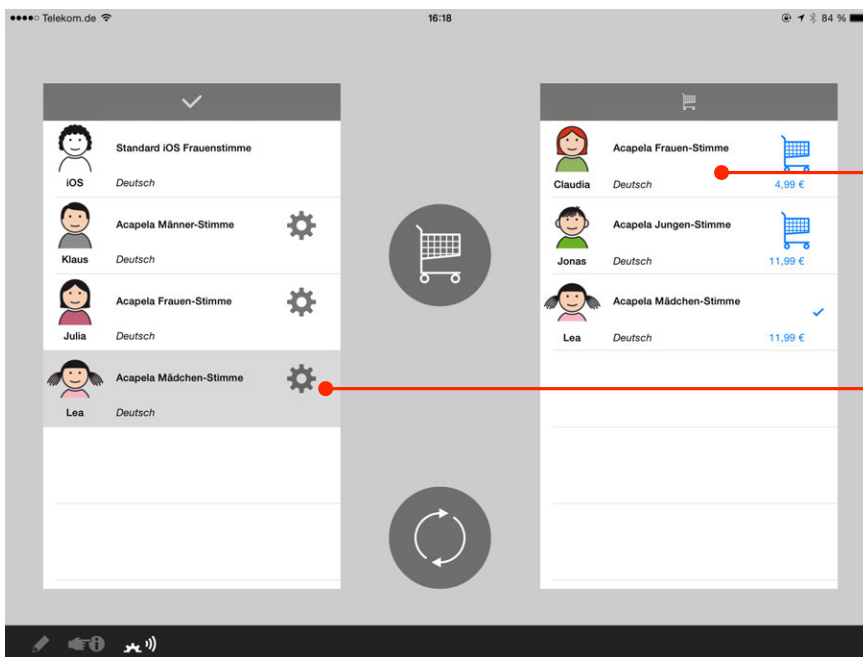 Telekom.de 16:18 84 %
Standard iOS Frauenstimme
iOS Deutsch
Acapela Männer-Stimme
Klaus Deutsch
Acapela Frauen-Stimme
Julia Deutsch
Acapela Mädchen-Stimme
Lea Deutsch
Acapela Frauen-Stimme
Claudia Deutsch 4,99 €
Acapela Jungen-Stimme
Jonas Deutsch 11,99 €
Acapela Mädchen-Stimme
Lea Deutsch 11,99 €